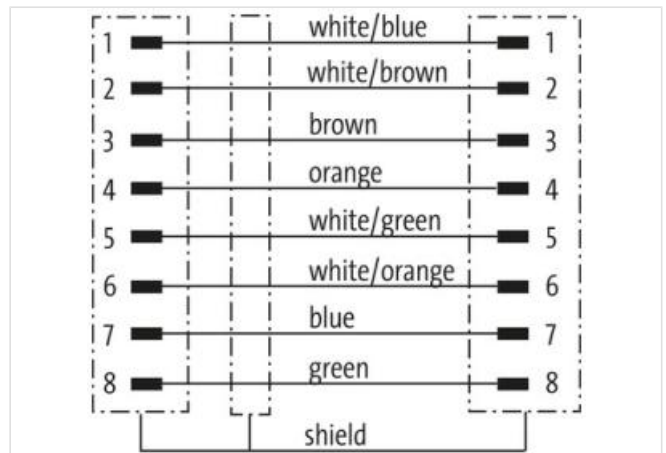 1 white/blue 1
2 white/brown 2
3 brown 3
4 orange 4
5 white/green 5
6 white/orange 6
7 blue 7
8 green 8
shield